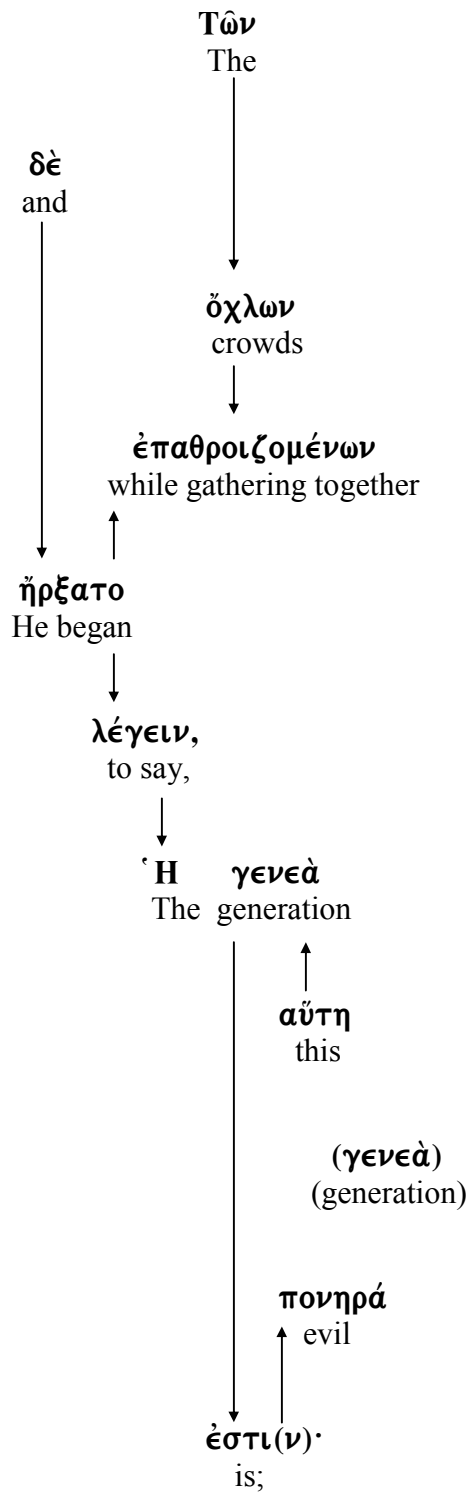 Τω̂ν
The
δὲ
and
ὄχλων
crowds
ἐπαθροιζομένων
while gathering together
ἤρξατο
He began
λέγειν,
to say,
Ἡ γενεὰ
The generation
αὕτη
this
(γενεὰ)
(generation)
πονηρά
evil
ἐστι(ν)·
is;